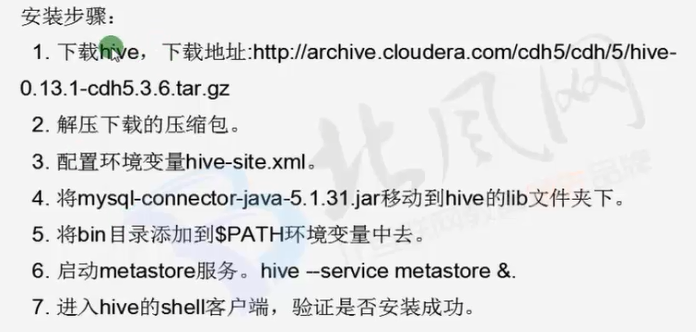 安装步骤：
1. 下载hive，下载地址:http://archive.cloudera.com/cdh5/cdh/5/hive-
0.13.1-cdh5.3.6.tar.gz
2. 解压下载的压缩包。
3. 配置环境变量hive-site.xml。
4. 将mysql-connector-java-5.1.31.jar移动到hive的lib文件夹下。
5. 将bin目录添加到$PATH环境变量中去。
6. 启动metastore服务。hive --service metastore &.
7. 进入hive的shell客户端，验证是否安装成功。
北风网